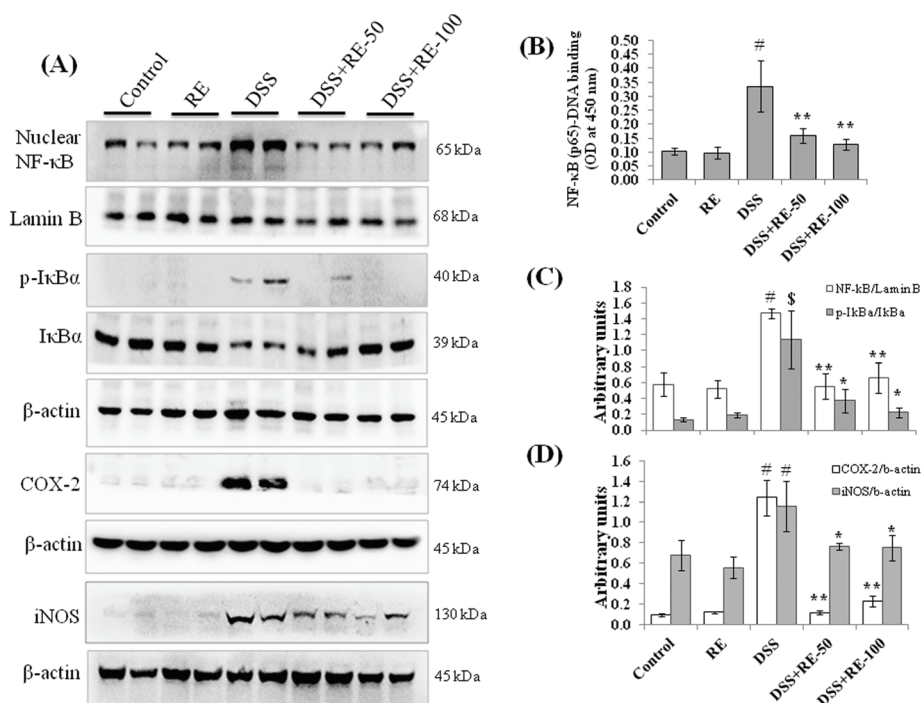 (A)
Control
RE
DSS
DSS+RE-50
DSS+RE-100
Nuclear
NF-κB
65 kDa
Lamin B
68 kDa
p-IκBα
40 kDa
IκBα
39 kDa
β-actin
45 kDa
COX-2
74 kDa
β-actin
45 kDa
iNOS
130 kDa
β-actin
45 kDa
(B)
NF-κB (p65)-DNA binding
(OD at 450 nm)
0.50
0.45
0.40
0.35
0.30
0.25
0.20
0.15
0.10
0.05
0.00
#
**
**
Control
RE
DSS
DSS+RE-50
DSS+RE-100
(C)
Arbitrary units
1.8
1.6
1.4
1.2
1.0
0.8
0.6
0.4
0.2
0.0
NF-kB/Lamin B
p-IkBa/IkBa
# $
** *
** *
(D)
Arbitrary units
1.6
1.4
1.2
1.0
0.8
0.6
0.4
0.2
0.0
COX-2/b-actin
iNOS/b-actin
# #
** *
** *
Control
RE
DSS
DSS+RE-50
DSS+RE-100